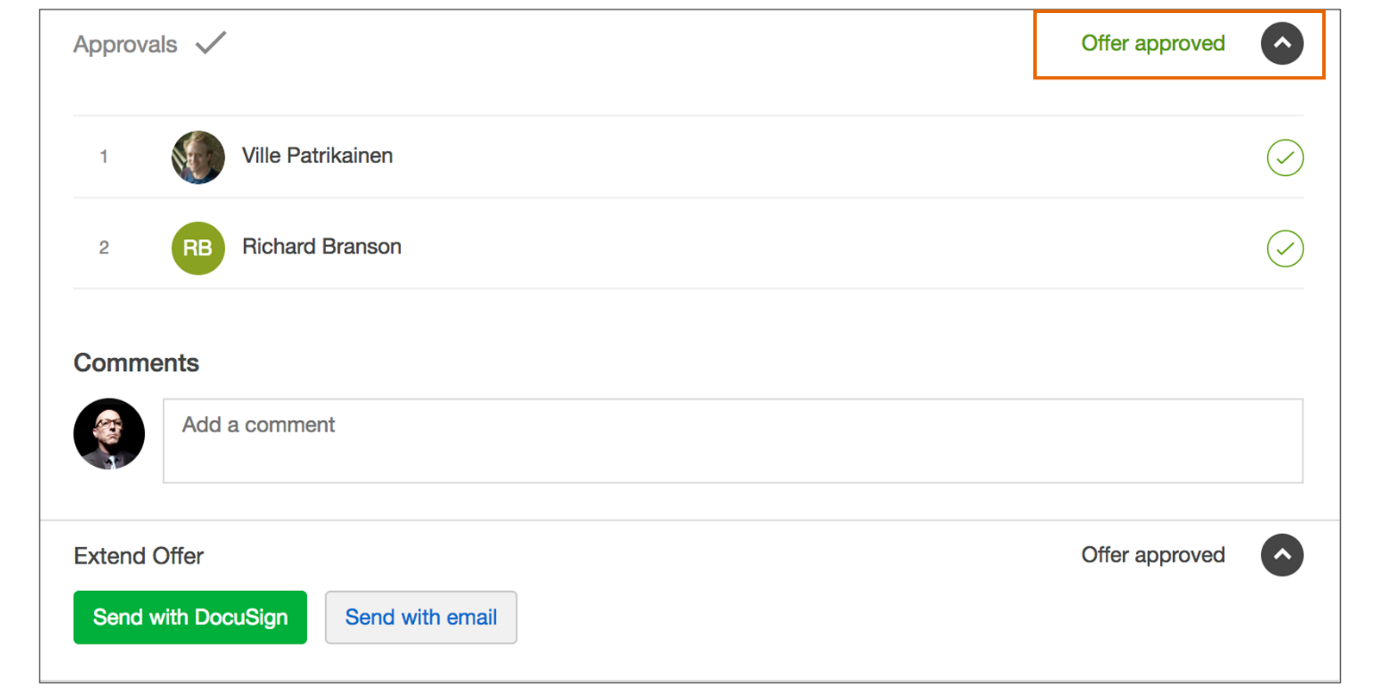 Approvals
Offer approved
1 Ville Patrikainen
2 RB Richard Branson
Comments
Add a comment
Extend Offer
Offer approved
Send with DocuSign
Send with email